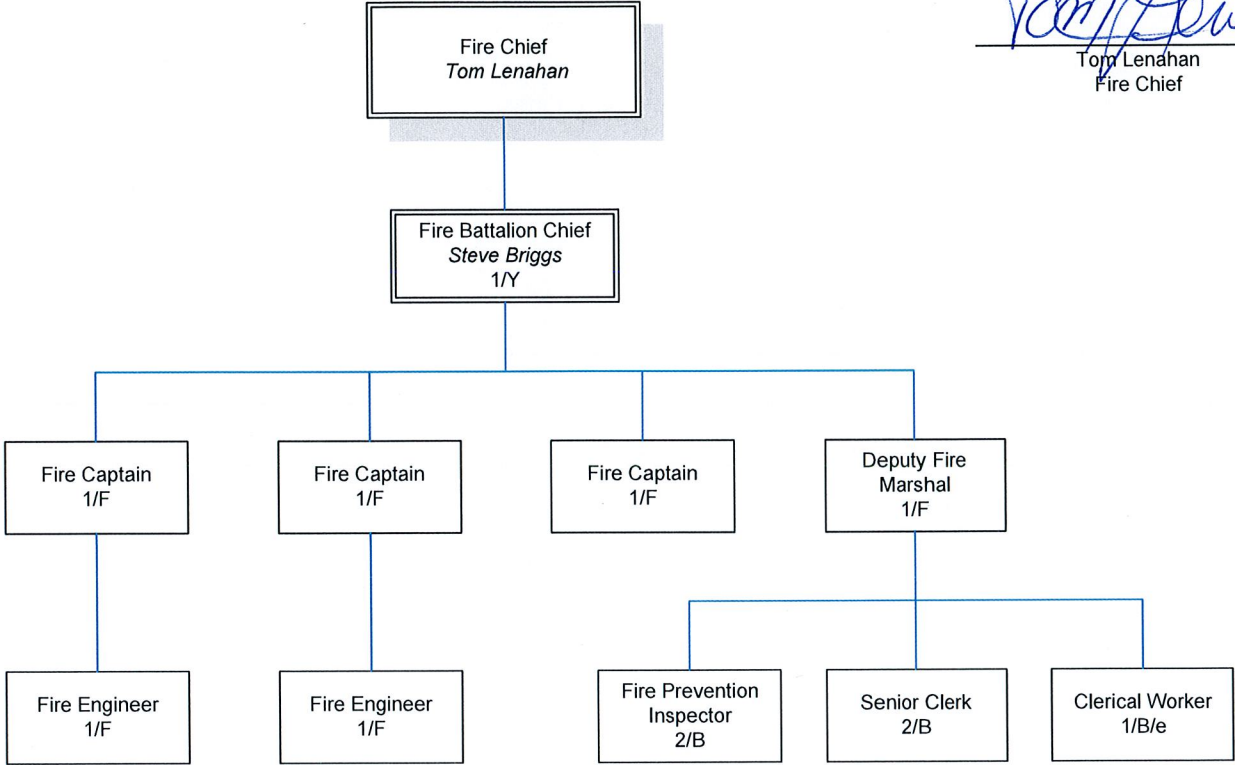 Fire Chief
Tom Lenahan
Tom Lenahan
Fire Chief
Fire Battalion Chief
Steve Briggs
1/Y
Fire Captain
1/F
Fire Captain
1/F
Fire Captain
1/F
Deputy Fire
Marshal
1/F
Fire Engineer
1/F
Fire Engineer
1/F
Fire Prevention
Inspector
2/B
Senior Clerk
2/B
Clerical Worker
1/B/e